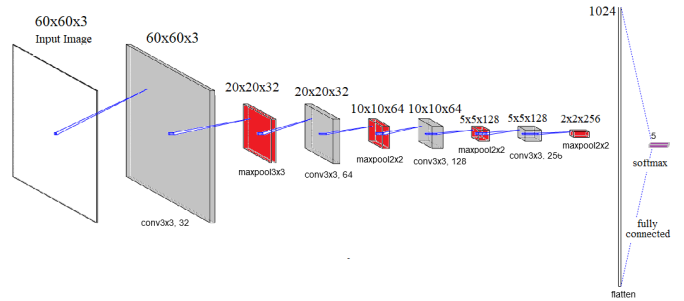 60x60x3
Input Image
60x60x3
conv3x3, 32
20x20x32
maxpool3x3
20x20x32
conv3x3, 64
10x10x64
maxpool2x2
10x10x64
conv3x3, 128
5x5x128
maxpool2x2
5x5x128
conv3x3, 256
2x2x256
maxpool2x2
1024
flatten
5
softmax
fully
connected